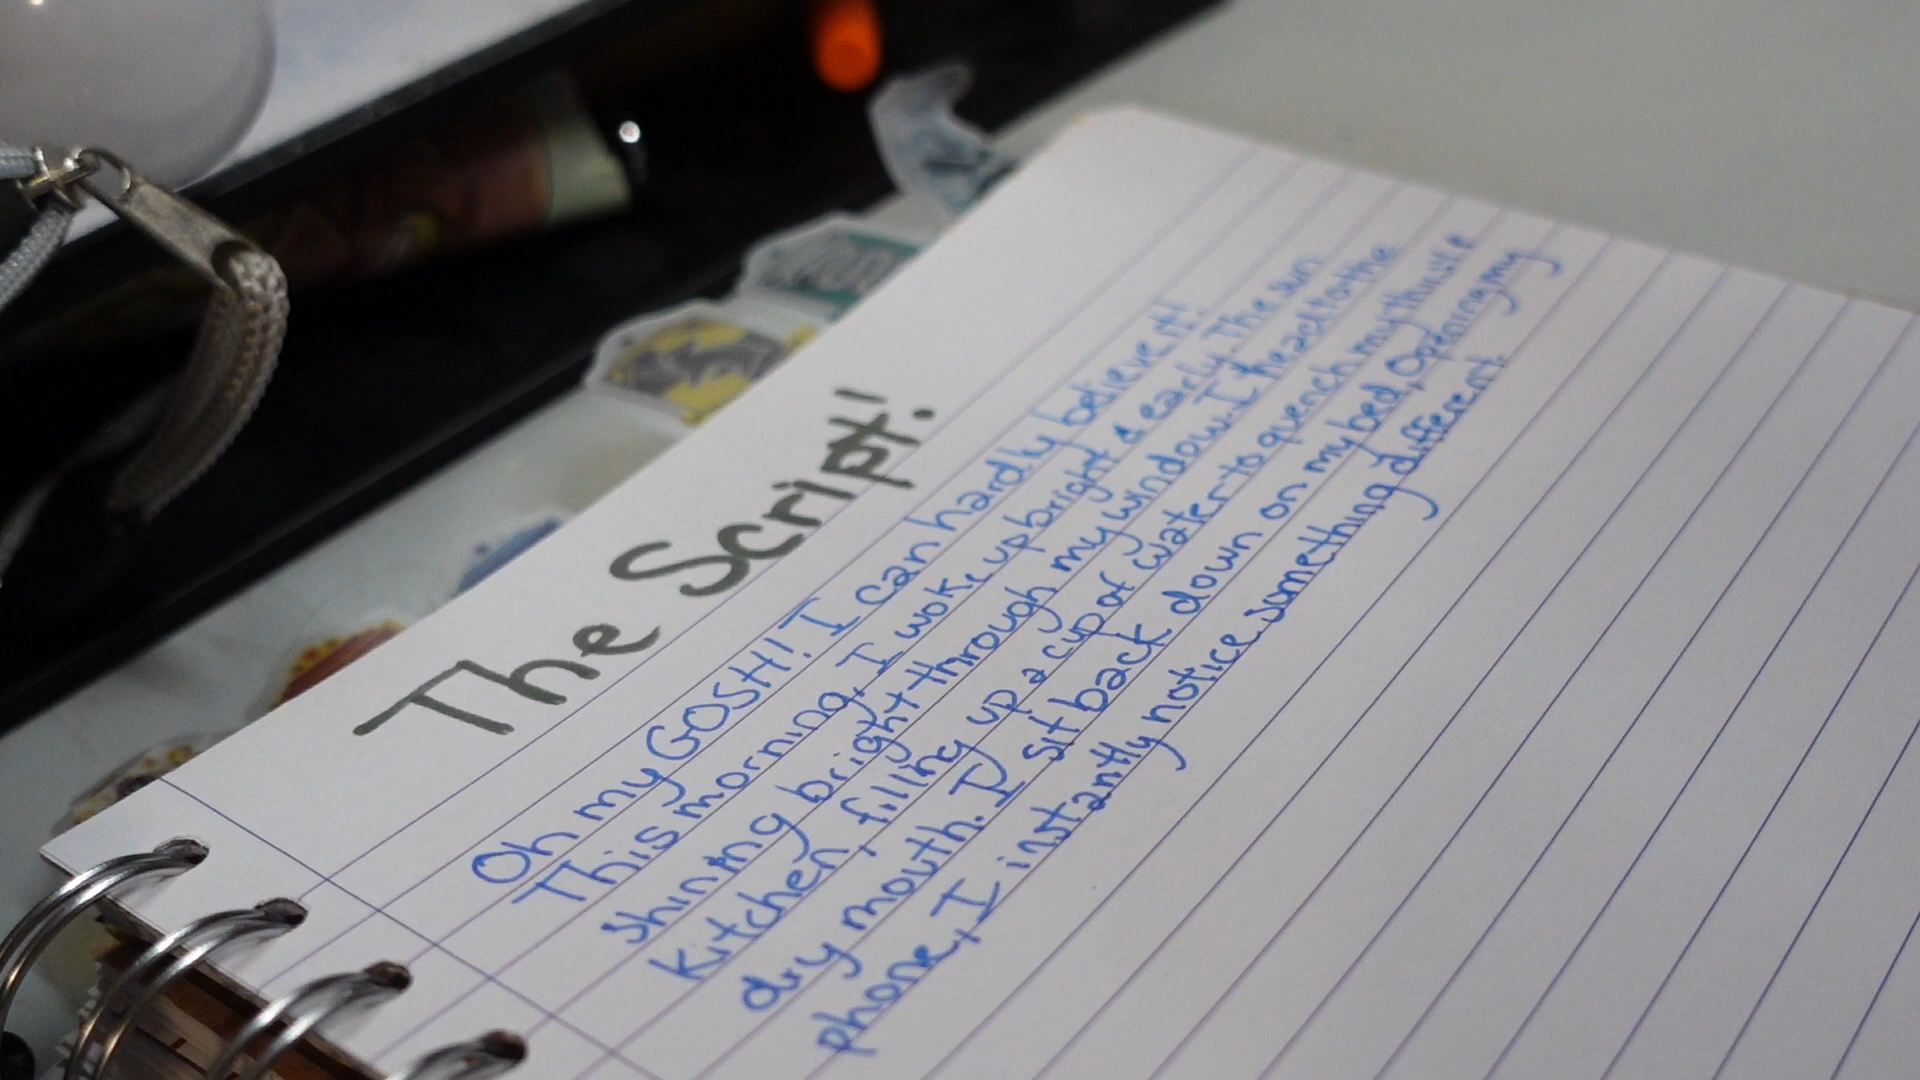 The Script!
Oh my GOSH! I can hardly believe it!
This morning, I woke up bright & early. The sun
shining bright through my window. I head to the
kitchen, filling up a cup of water to quench my thirst
dry mouth. I sit back down on my bed, opening my
phone, I instantly notice something different.